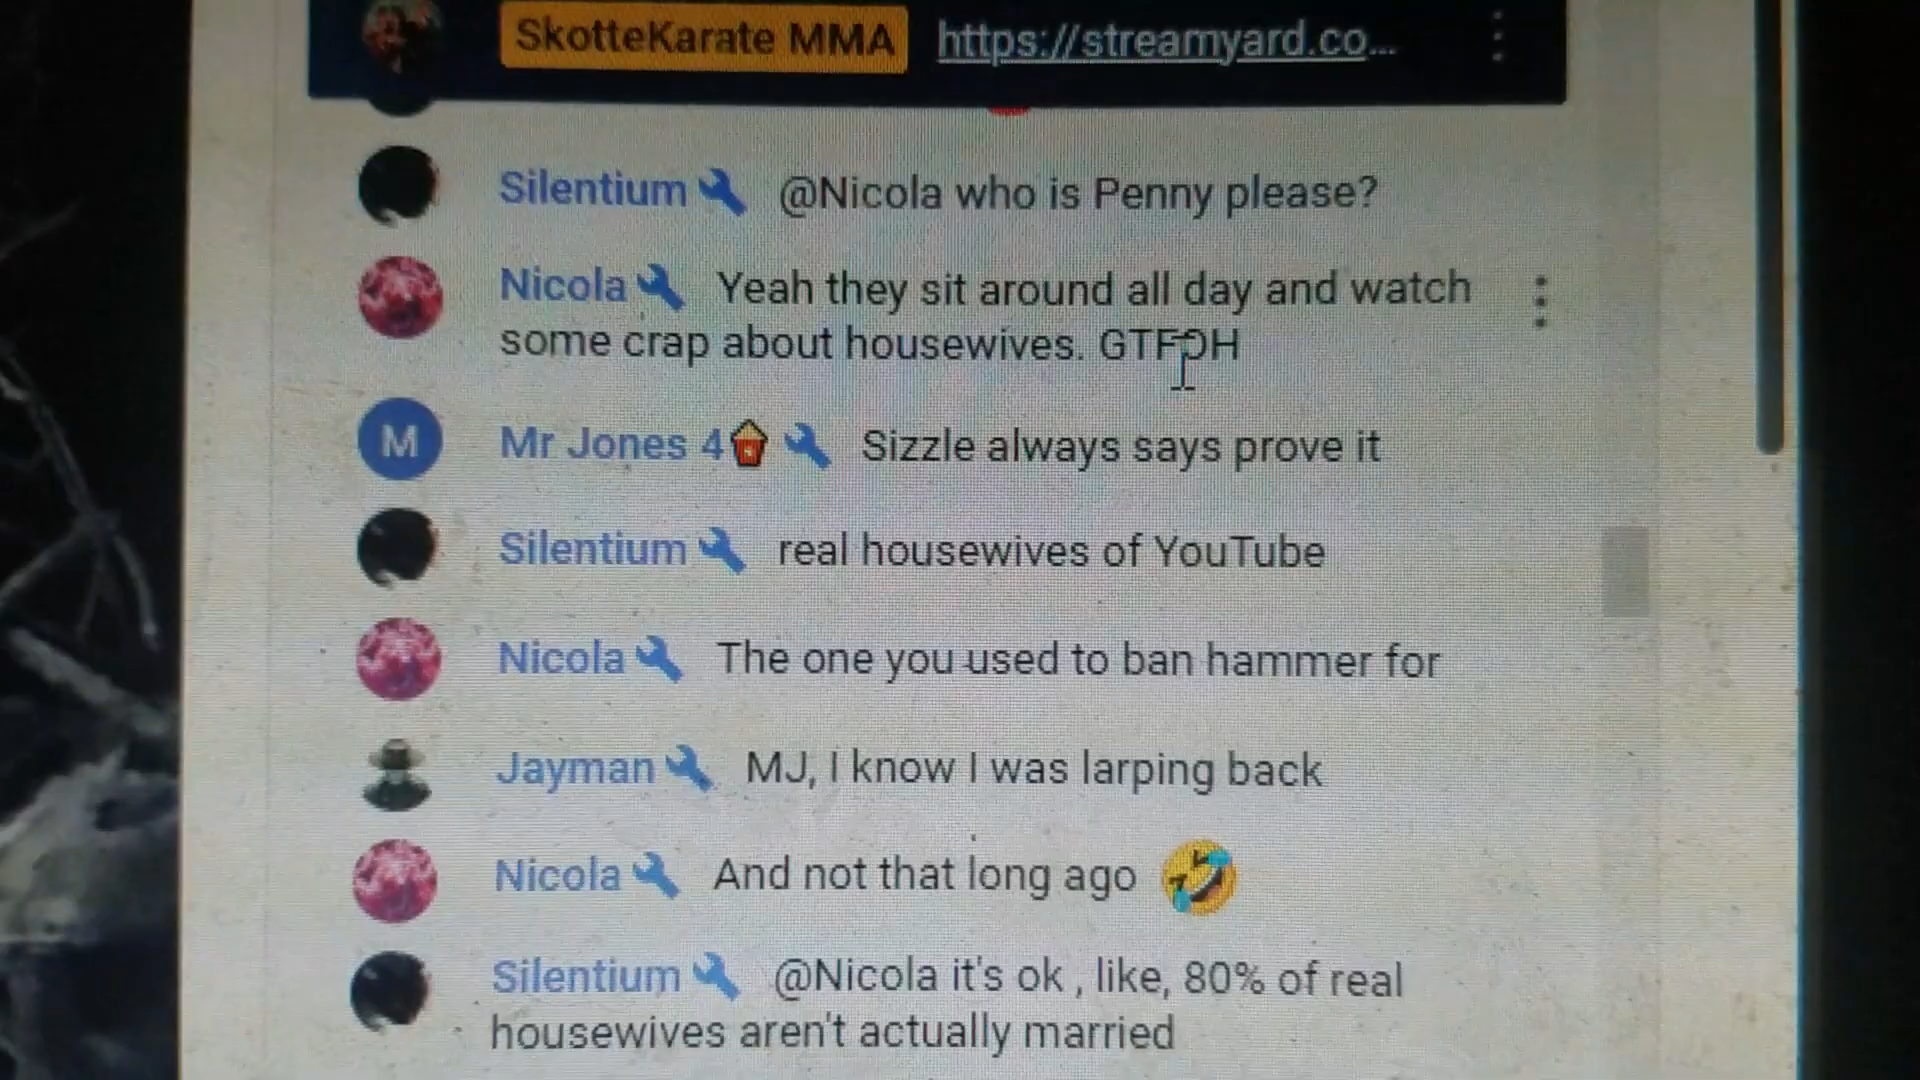 SkotteKarate MMA https://streamyard.co...
Silentium @Nicola who is Penny please?
Nicola Yeah they sit around all day and watch
some crap about housewives. GTFOH
M Mr Jones 4 Sizzle always says prove it
Silentium real housewives of YouTube
Nicola The one you used to ban hammer for
Jayman MJ, I know I was larping back
Nicola And not that long ago 🤣
Silentium @Nicola it's ok , like, 80% of real
housewives aren't actually married